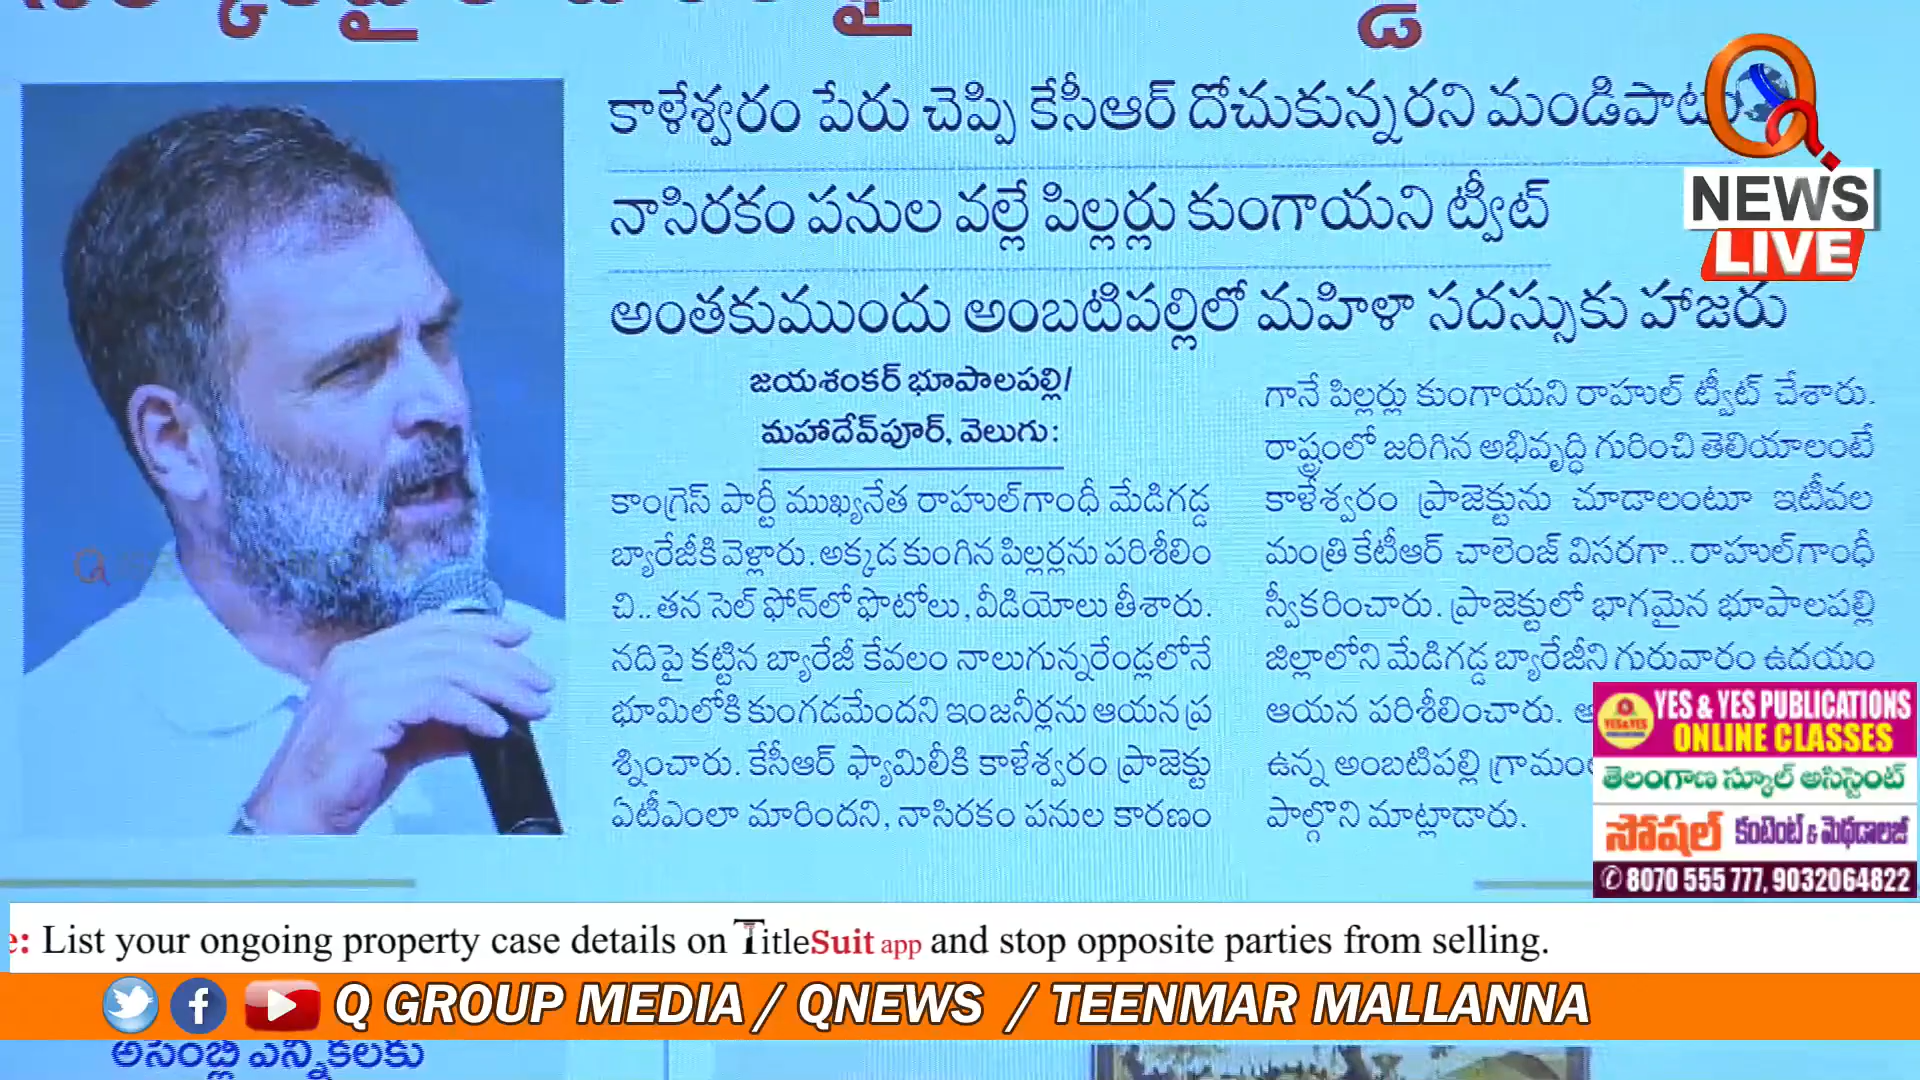 కాళేశ్వరం పేరు చెప్పి కేసీఆర్ దోచుకున్నరని మండిపాటు
నాసిరకం పనుల వల్లే పిల్లర్లు కుంగాయని ట్వీట్
అంతకుముందు అంబటిపల్లిలో మహిళా సదస్సుకు హాజరు
జయశంకర్ భూపాలపల్లి/
మహాదేవ్‌పూర్, వెలుగు:
కాంగ్రెస్ పార్టీ ముఖ్యనేత రాహుల్‌గాంధీ మేడిగడ్డ
బ్యారేజీకి వెళ్లారు. అక్కడ కుంగిన పిల్లర్లను పరిశీలిం
చి.. తన సెల్ ఫోన్‌లో ఫొటోలు, వీడియోలు తీశారు.
నదిపై కట్టిన బ్యారేజీ కేవలం నాలుగున్నరేండ్లలోనే
భూమిలోకి కుంగడమేందని ఇంజనీర్లను ఆయన ప్ర
శ్నించారు. కేసీఆర్ ఫ్యామిలీకి కాళేశ్వరం ప్రాజెక్టు
ఏటీఎంలా మారిందని, నాసిరకం పనుల కారణం
గానే పిల్లర్లు కుంగాయని రాహుల్ ట్వీట్ చేశారు.
రాష్ట్రంలో జరిగిన అభివృద్ధి గురించి తెలియాలంటే
కాళేశ్వరం ప్రాజెక్టును చూడాలంటూ ఇటీవల
మంత్రి కేటీఆర్ చాలెంజ్ విసరగా.. రాహుల్‌గాంధీ
స్వీకరించారు. ప్రాజెక్టులో భాగమైన భూపాలపల్లి
జిల్లాలోని మేడిగడ్డ బ్యారేజీని గురువారం ఉదయం
ఆయన పరిశీలించారు.
ఉన్న అంబటిపల్లి
పాల్గొని మాట్లాడారు.
Q
NEWS
LIVE
YES & YES PUBLICATIONS
ONLINE CLASSES
తెలంగాణ స్కూల్ అసిస్టెంట్
సోషల్ కంటెంట్ & మెథడాలజీ
8070 555 777, 9032064822
e: List your ongoing property case details on TitleSuit app and stop opposite parties from selling.
Q GROUP MEDIA / QNEWS / TEENMAR MALLANNA
అసెంబ్లీ ఎన్నికలకు